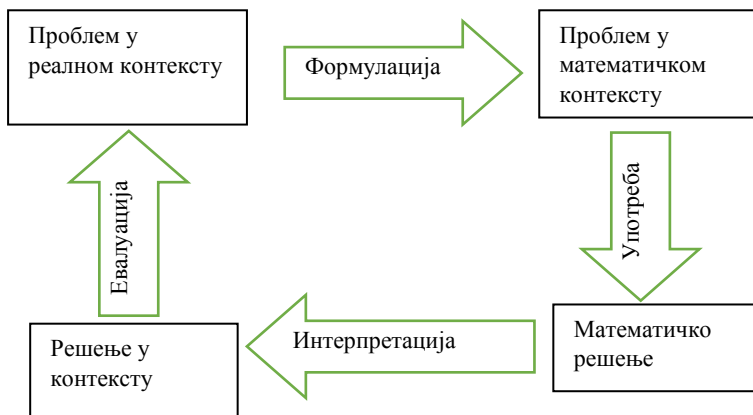 Проблем у
реалном контексту
Формулација
Проблем у
математичком
контексту
Евалуација
Употреба
Решење у
контексту
Интерпретација
Математичко
решење